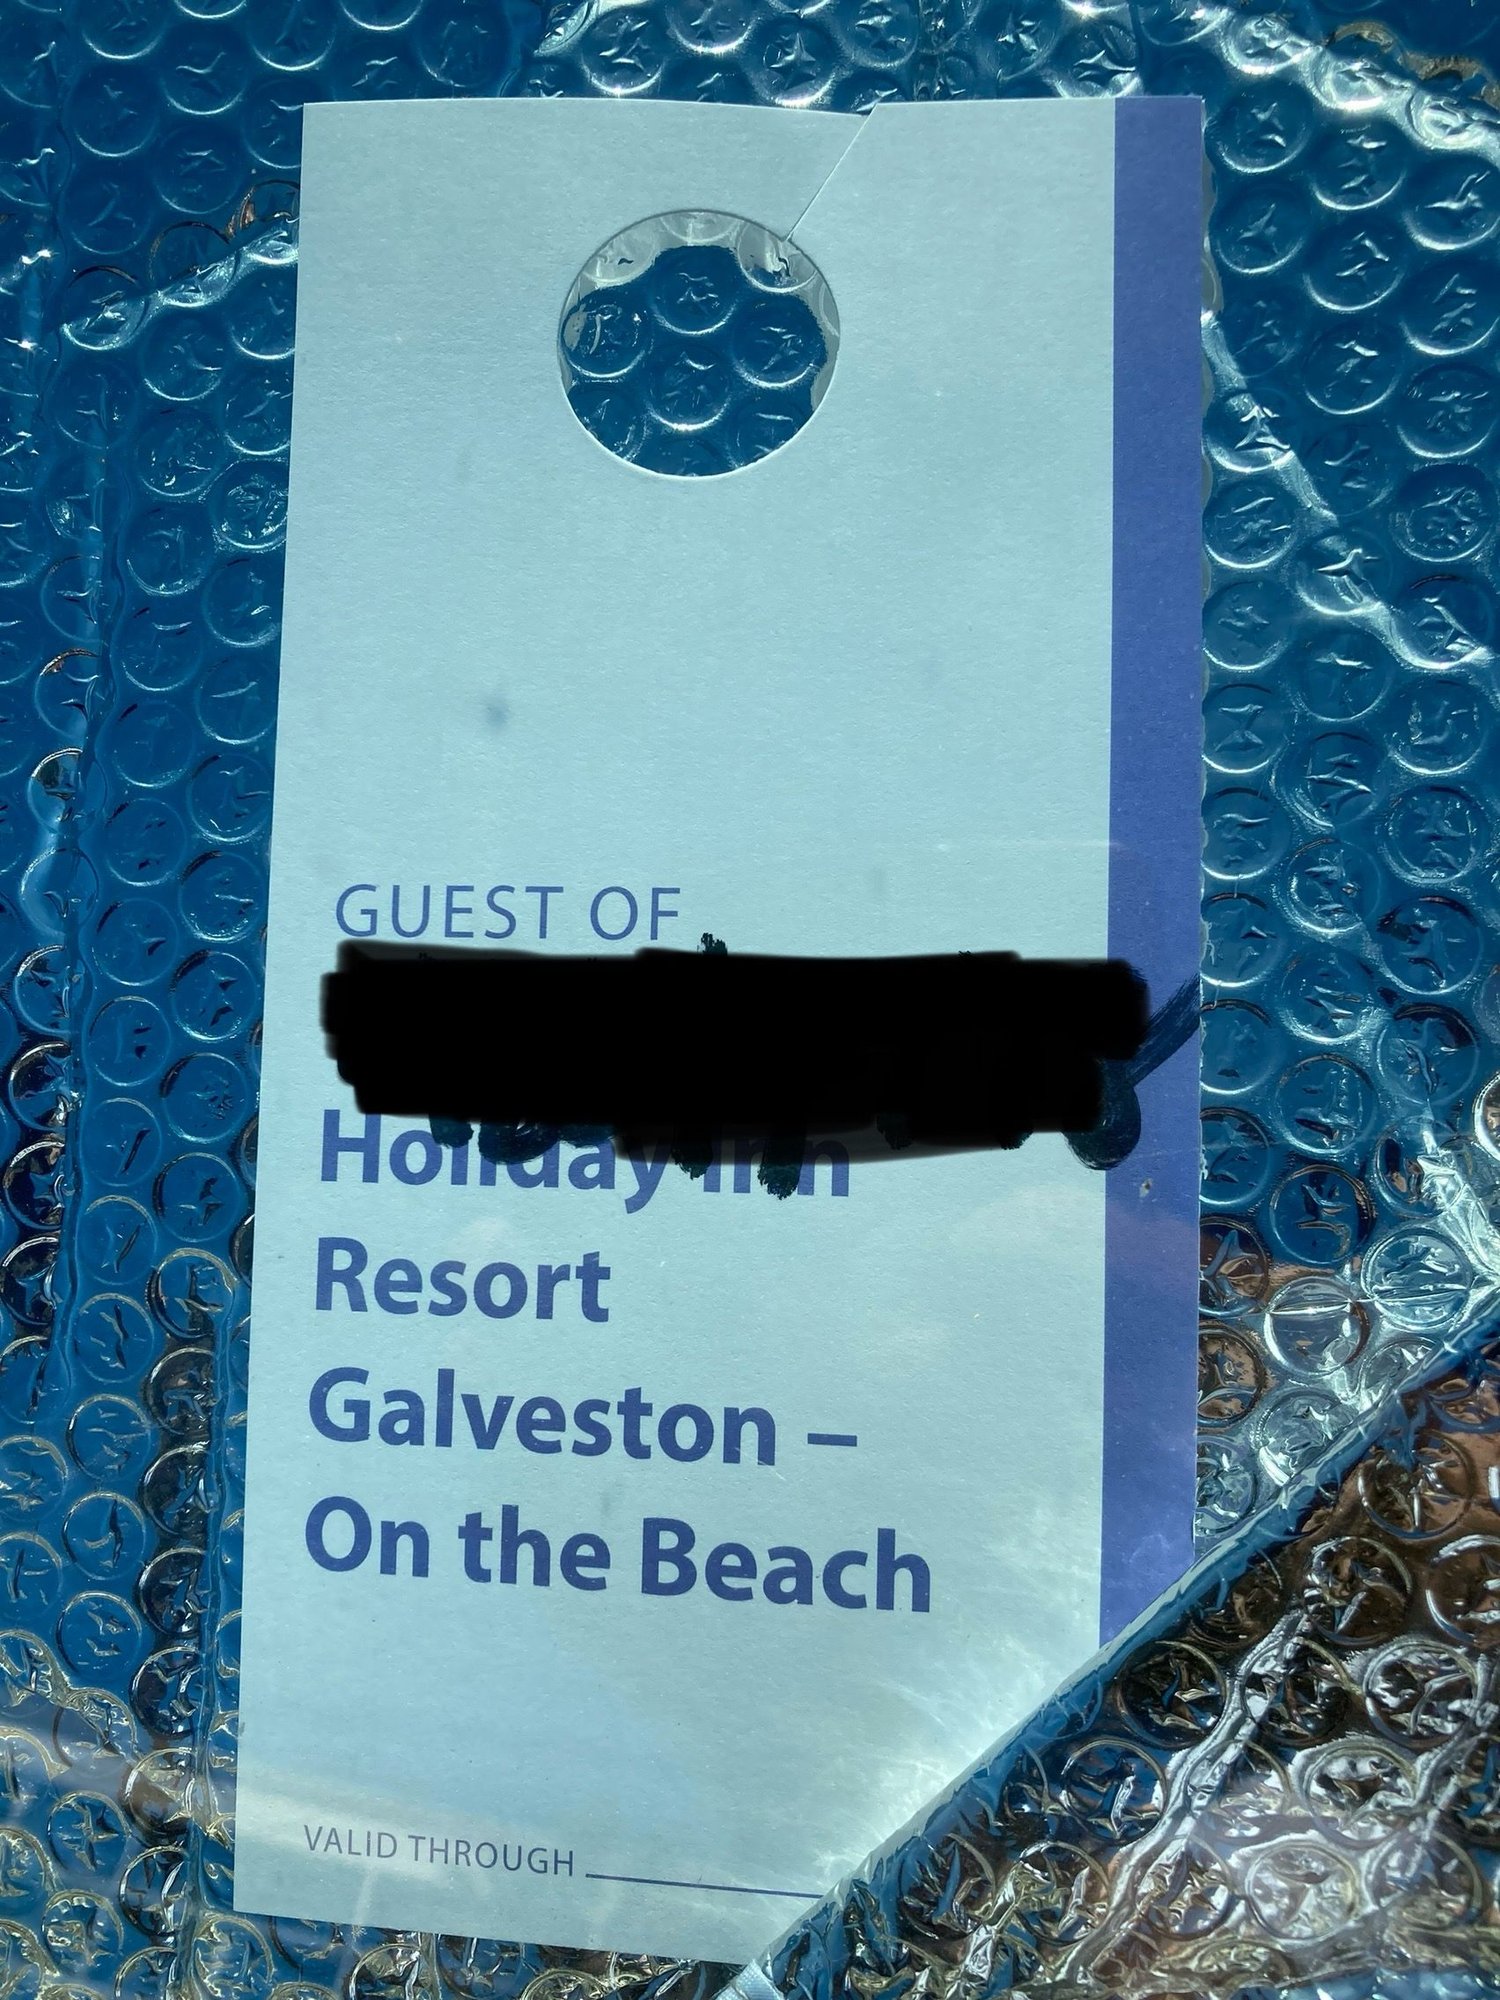 GUEST OF
Holiday Inn
Resort
Galveston –
On the Beach
VALID THROUGH